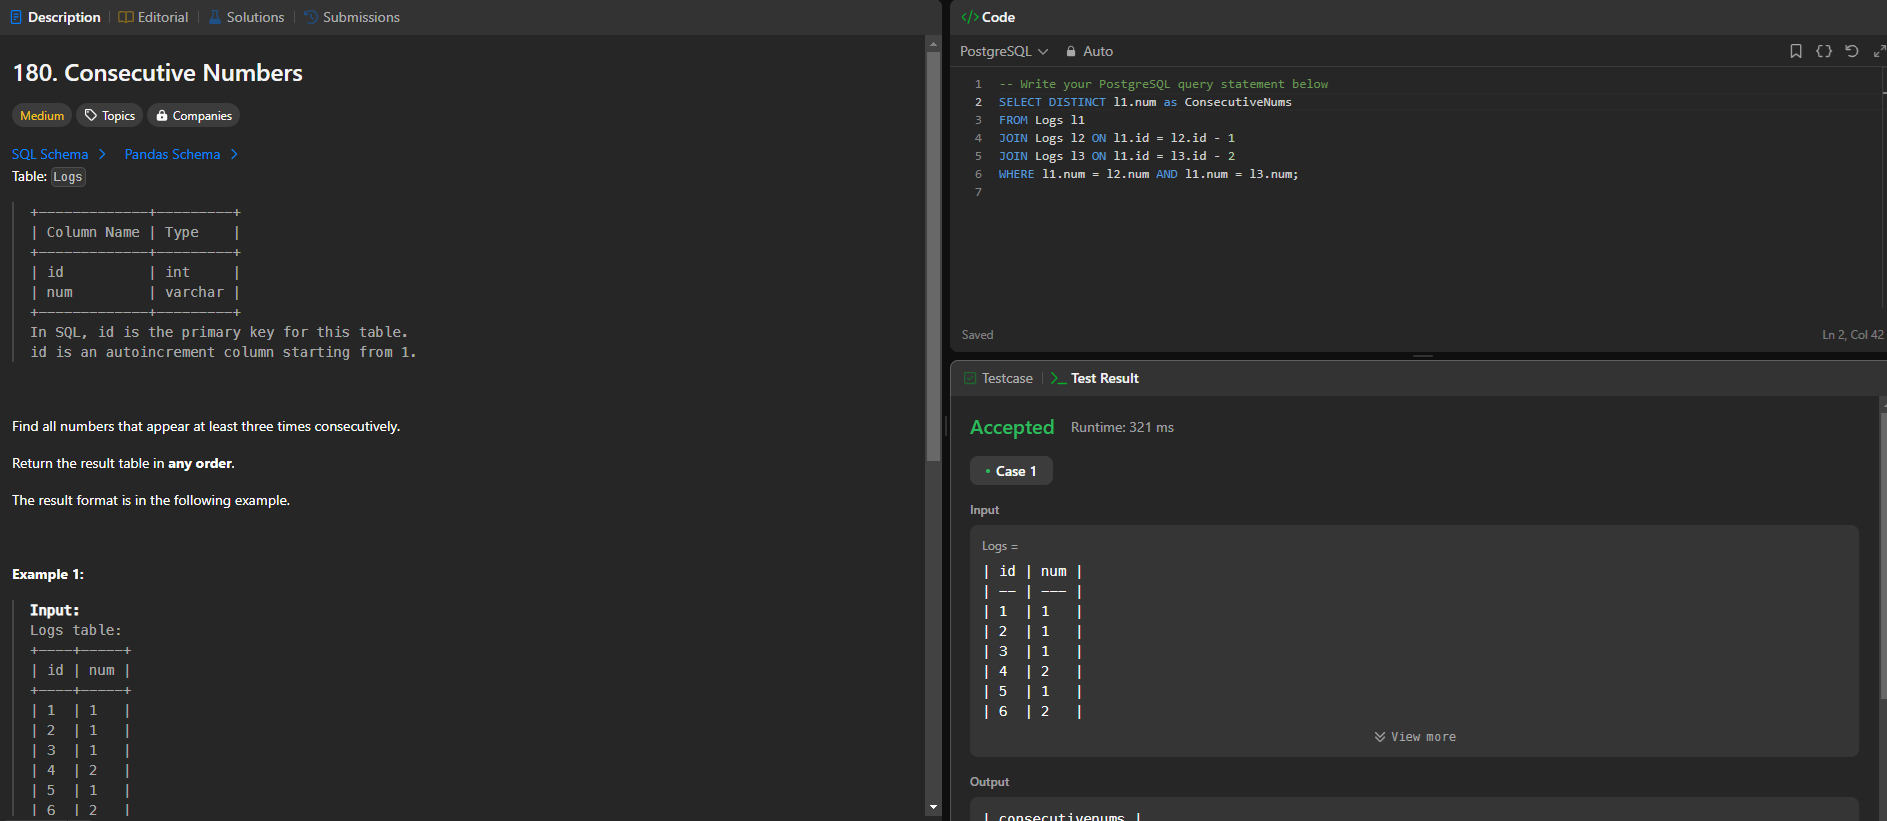 Description
Editorial
Solutions
Submissions
180. Consecutive Numbers
Medium
Topics
Companies
SQL Schema >
Pandas Schema >
Table: Logs
+-------------+---------+
| Column Name | Type    |
+-------------+---------+
| id          | int     |
| num         | varchar |
+-------------+---------+
In SQL, id is the primary key for this table.
id is an autoincrement column starting from 1.
Find all numbers that appear at least three times consecutively.
Return the result table in any order.
The result format is in the following example.
Example 1:
Input:
Logs table:
+----+-----+
| id | num |
+----+-----+
| 1  | 1   |
| 2  | 1   |
| 3  | 1   |
| 4  | 2   |
| 5  | 1   |
| 6  | 2   |
</> Code
PostgreSQL
Auto
1 -- Write your PostgreSQL query statement below
2 SELECT DISTINCT l1.num as ConsecutiveNums
3 FROM Logs l1
4 JOIN Logs l2 ON l1.id = l2.id - 1
5 JOIN Logs l3 ON l1.id = l3.id - 2
6 WHERE l1.num = l2.num AND l1.num = l3.num;
7
Saved
Ln 2, Col 42
Testcase
>_ Test Result
Accepted
Runtime: 321 ms
• Case 1
Input
Logs =
| id | num |
| -- | --- |
| 1  | 1   |
| 2  | 1   |
| 3  | 1   |
| 4  | 2   |
| 5  | 1   |
| 6  | 2   |
View more
Output
| consecutivenums |